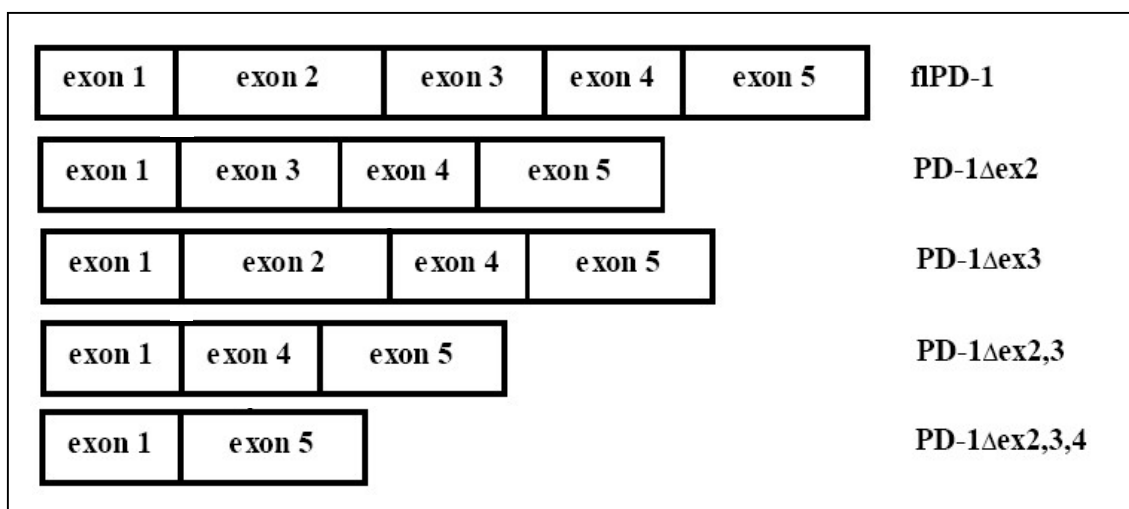 exon 1 exon 2 exon 3 exon 4 exon 5 flPD-1
exon 1 exon 3 exon 4 exon 5 PD-1Δex2
exon 1 exon 2 exon 4 exon 5 PD-1Δex3
exon 1 exon 4 exon 5 PD-1Δex2,3
exon 1 exon 5 PD-1Δex2,3,4